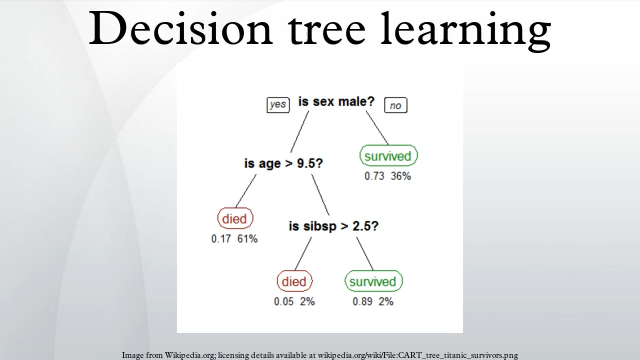 Decision tree learning
yes is sex male? no
survived
0.73 36%
is age > 9.5?
died
0.17 61%
is sibsp > 2.5?
died survived
0.05 2% 0.89 2%
Image from Wikipedia.org; licensing details available at wikipedia.org/wiki/File:CART_tree_titanic_survivors.png